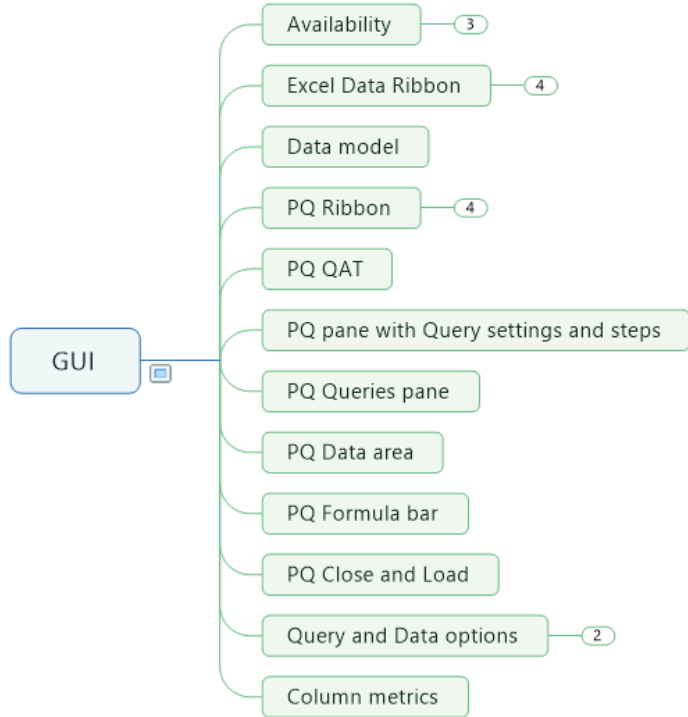 Availability
3
Excel Data Ribbon
4
Data model
PQ Ribbon
4
PQ QAT
PQ pane with Query settings and steps
GUI
PQ Queries pane
PQ Data area
PQ Formula bar
PQ Close and Load
Query and Data options
2
Column metrics